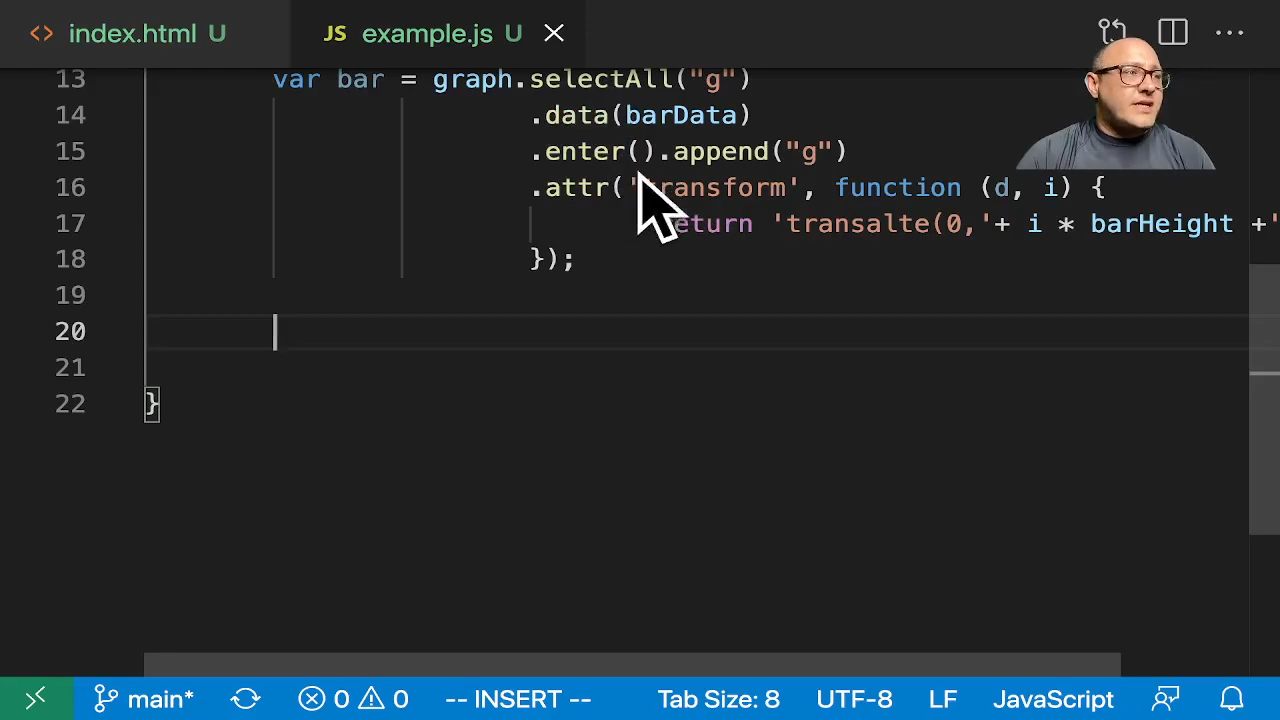 index.html U
JS example.js U
13 var bar = graph.selectAll("g")
14 .data(barData)
15 .enter().append("g")
16 .attr('transform', function (d, i) {
17 return 'transalte(0,'+ i * barHeight +'
18 });
19
20
21
22 }
main* 0 0 -- INSERT -- Tab Size: 8 UTF-8 LF JavaScript